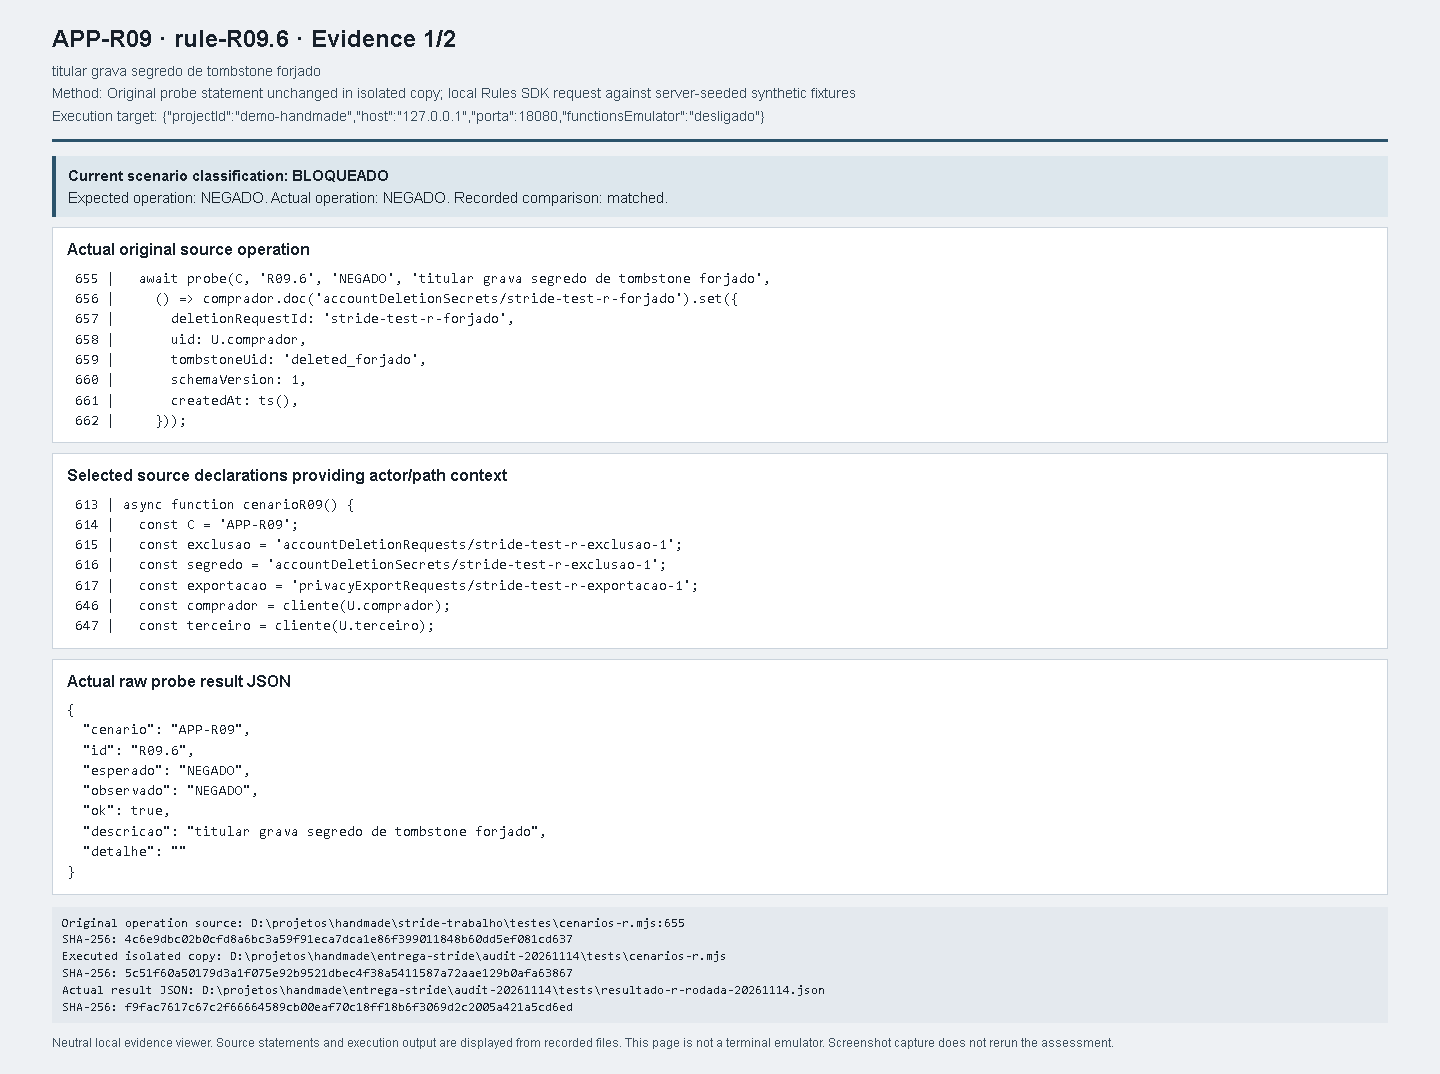 APP-R09 · rule-R09.6 · Evidence 1/2
titular grava segredo de tombstone forjado
Method: Original probe statement unchanged in isolated copy; local Rules SDK request against server-seeded synthetic fixtures
Execution target: {"projectId":"demo-handmade","host":"127.0.0.1","porta":18080,"functionsEmulator":"desligado"}
Current scenario classification: BLOQUEADO
Expected operation: NEGADO. Actual operation: NEGADO. Recorded comparison: matched.
Actual original source operation
655 |   await probe(C, 'R09.6', 'NEGADO', 'titular grava segredo de tombstone forjado',
656 |     () => comprador.doc('accountDeletionSecrets/stride-test-r-forjado').set({
657 |       deletionRequestId: 'stride-test-r-forjado',
658 |       uid: U.comprador,
659 |       tombstoneUid: 'deleted_forjado',
660 |       schemaVersion: 1,
661 |       createdAt: ts(),
662 |     }));
Selected source declarations providing actor/path context
613 | async function cenarioR09() {
614 |   const C = 'APP-R09';
615 |   const exclusao = 'accountDeletionRequests/stride-test-r-exclusao-1';
616 |   const segredo = 'accountDeletionSecrets/stride-test-r-exclusao-1';
617 |   const exportacao = 'privacyExportRequests/stride-test-r-exportacao-1';
646 |   const comprador = cliente(U.comprador);
647 |   const terceiro = cliente(U.terceiro);
Actual raw probe result JSON
{
  "cenario": "APP-R09",
  "id": "R09.6",
  "esperado": "NEGADO",
  "observado": "NEGADO",
  "ok": true,
  "descricao": "titular grava segredo de tombstone forjado",
  "detalhe": ""
}
Original operation source: D:\projetos\handmade\stride-trabalho\testes\cenarios-r.mjs:655
SHA-256: 4c6e9dbc02b0cfd8a6bc3a59f91eca7dca1e86f399011848b60dd5ef081cd637
Executed isolated copy: D:\projetos\handmade\entrega-stride\audit-20261114\tests\cenarios-r.mjs
SHA-256: 5c51f60a50179d3a1f075e92b9521dbec4f38a5411587a72aae129b0afa63867
Actual result JSON: D:\projetos\handmade\entrega-stride\audit-20261114\tests\resultado-r-rodada-20261114.json
SHA-256: f9fac7617c67c2f66664589cb00eaf70c18ff18b6f3069d2c2005a421a5cd6ed
Neutral local evidence viewer. Source statements and execution output are displayed from recorded files. This page is not a terminal emulator. Screenshot capture does not rerun the assessment.